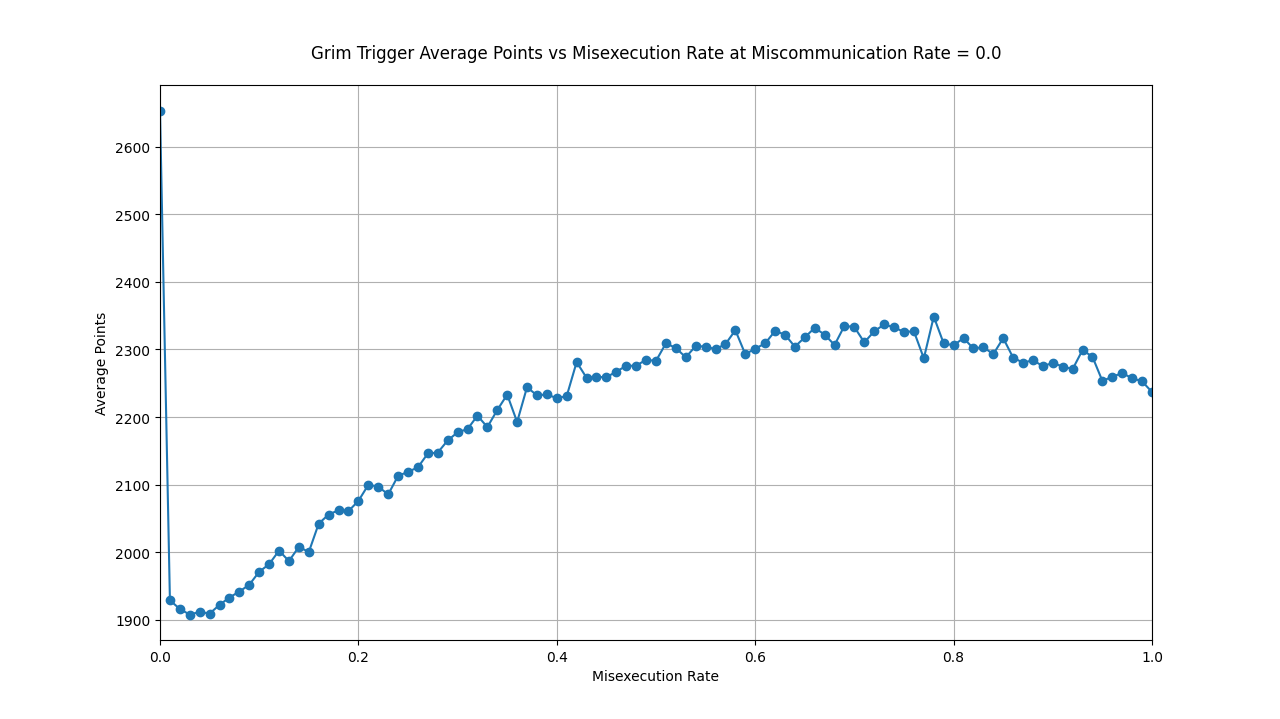 Grim Trigger Average Points vs Misexecution Rate at Miscommunication Rate = 0.0
Average Points
2600
2500
2400
2300
2200
2100
2000
1900
0.0 0.2 0.4 0.6 0.8 1.0
Misexecution Rate